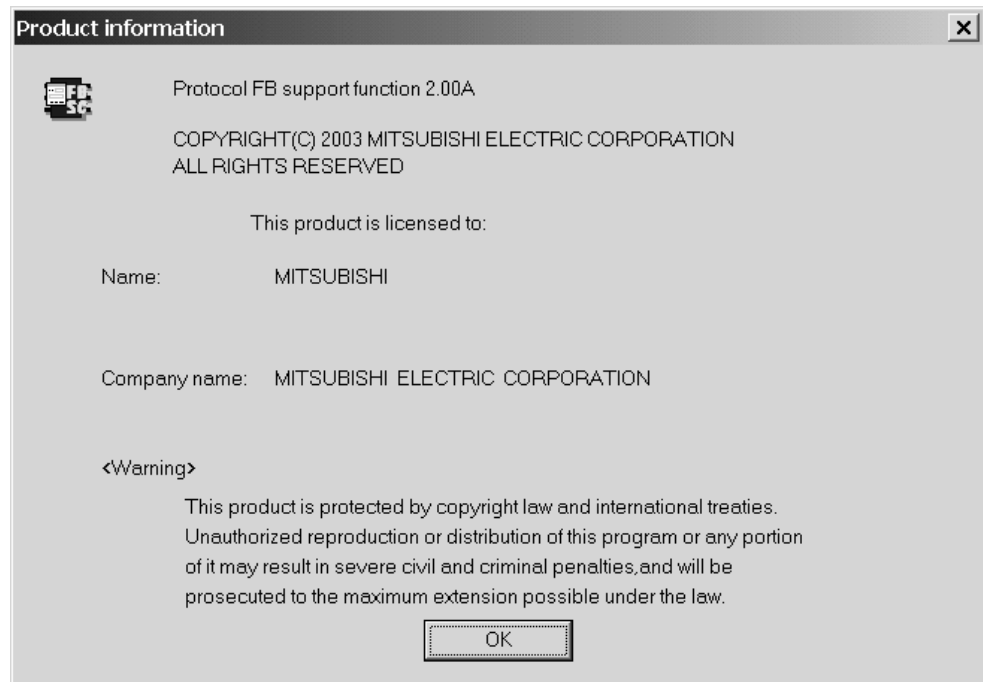 Product information
FB
SG
Protocol FB support function 2.00A
COPYRIGHT(C) 2003 MITSUBISHI ELECTRIC CORPORATION
ALL RIGHTS RESERVED
This product is licensed to:
Name: MITSUBISHI
Company name: MITSUBISHI ELECTRIC CORPORATION
<Warning>
This product is protected by copyright law and international treaties.
Unauthorized reproduction or distribution of this program or any portion
of it may result in severe civil and criminal penalties,and will be
prosecuted to the maximum extension possible under the law.
OK